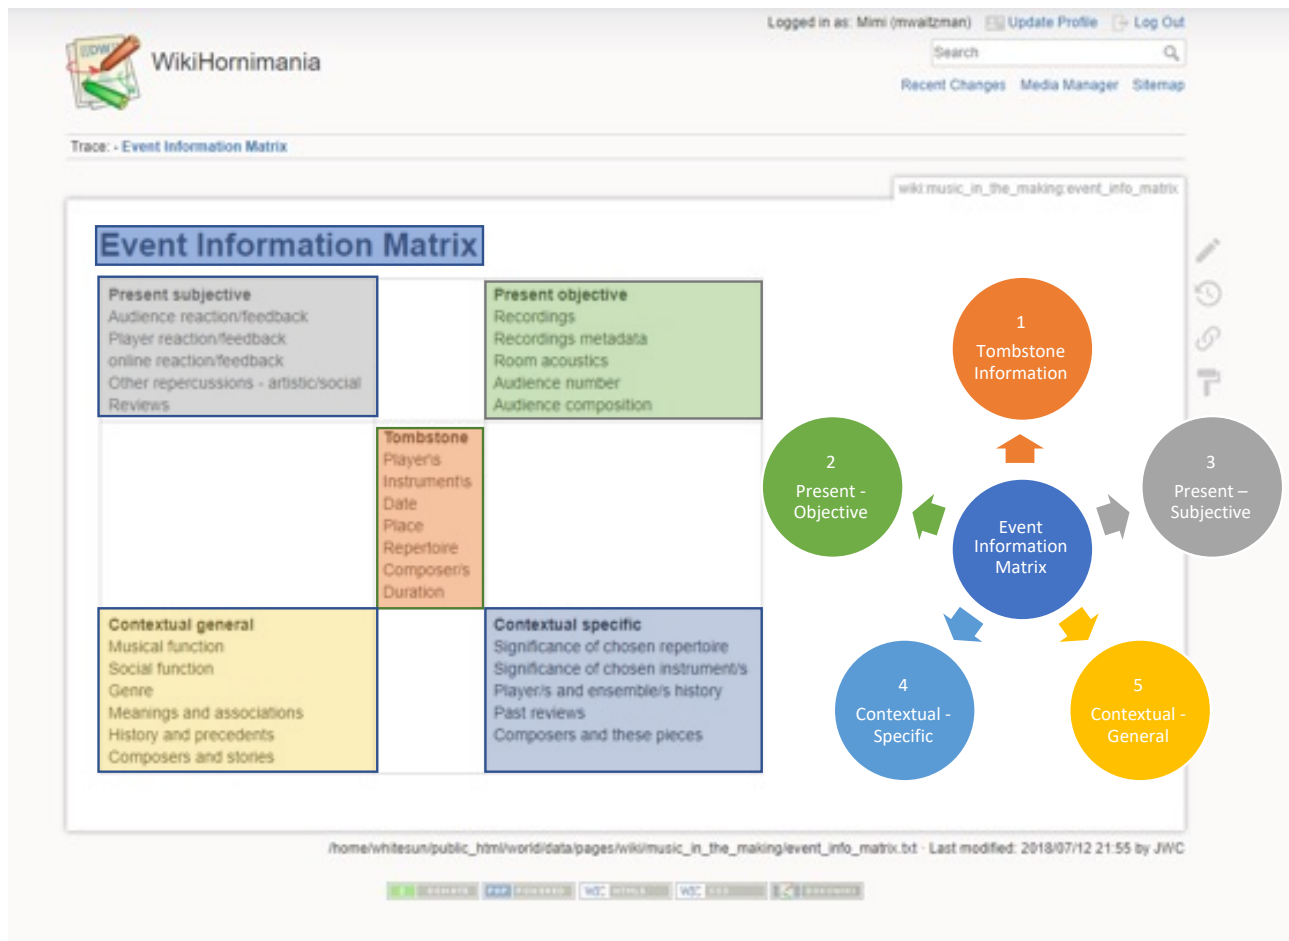 Logged in as: Mimi (mwaitzman) Update Profile Log Out
WikiHornimania
Search
Recent Changes Media Manager Sitemap
Trace: - Event Information Matrix
wiki:music_in_the_making:event_info_matrix
Event Information Matrix
Present subjective
Audience reaction/feedback
Player reaction/feedback
online reaction/feedback
Other repercussions - artistic/social
Reviews
Present objective
Recordings
Recordings metadata
Room acoustics
Audience number
Audience composition
Tombstone
Player\s
Instrument\s
Date
Place
Repertoire
Composer/s
Duration
Contextual general
Musical function
Social function
Genre
Meanings and associations
History and precedents
Composers and stories
Contextual specific
Significance of chosen repertoire
Significance of chosen instrument/s
Player/s and ensemble/s history
Past reviews
Composers and these pieces
1
Tombstone
Information
2
Present -
Objective
3
Present –
Subjective
Event
Information
Matrix
4
Contextual -
Specific
5
Contextual -
General
/home/whitesun/public_html/world/data/pages/wiki/music_in_the_making/event_info_matrix.txt · Last modified: 2018/07/12 21:55 by JWC